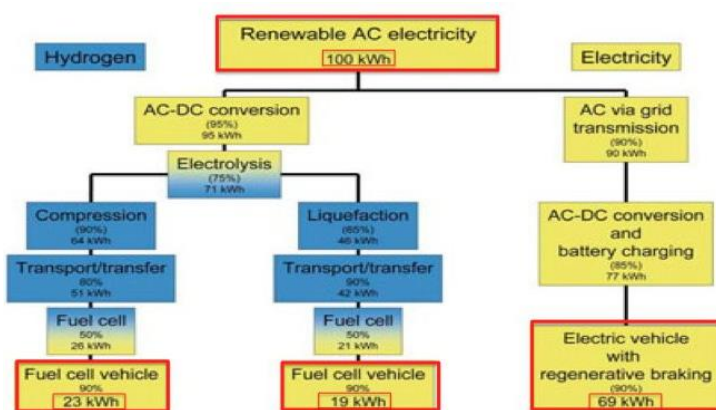 Renewable AC electricity
100 kWh
Hydrogen
Electricity
AC-DC conversion
(95%)
95 kWh
AC via grid
transmission
(90%)
90 kWh
Electrolysis
(75%)
71 kWh
Compression
(90%)
64 kWh
Liquefaction
(65%)
46 kWh
AC-DC conversion
and
battery charging
(85%)
77 kWh
Transport/transfer
80%
51 kWh
Transport/transfer
90%
42 kWh
Fuel cell
50%
26 kWh
Fuel cell
50%
21 kWh
Fuel cell vehicle
90%
23 kWh
Fuel cell vehicle
90%
19 kWh
Electric vehicle
with
regenerative braking
(90%)
69 kWh